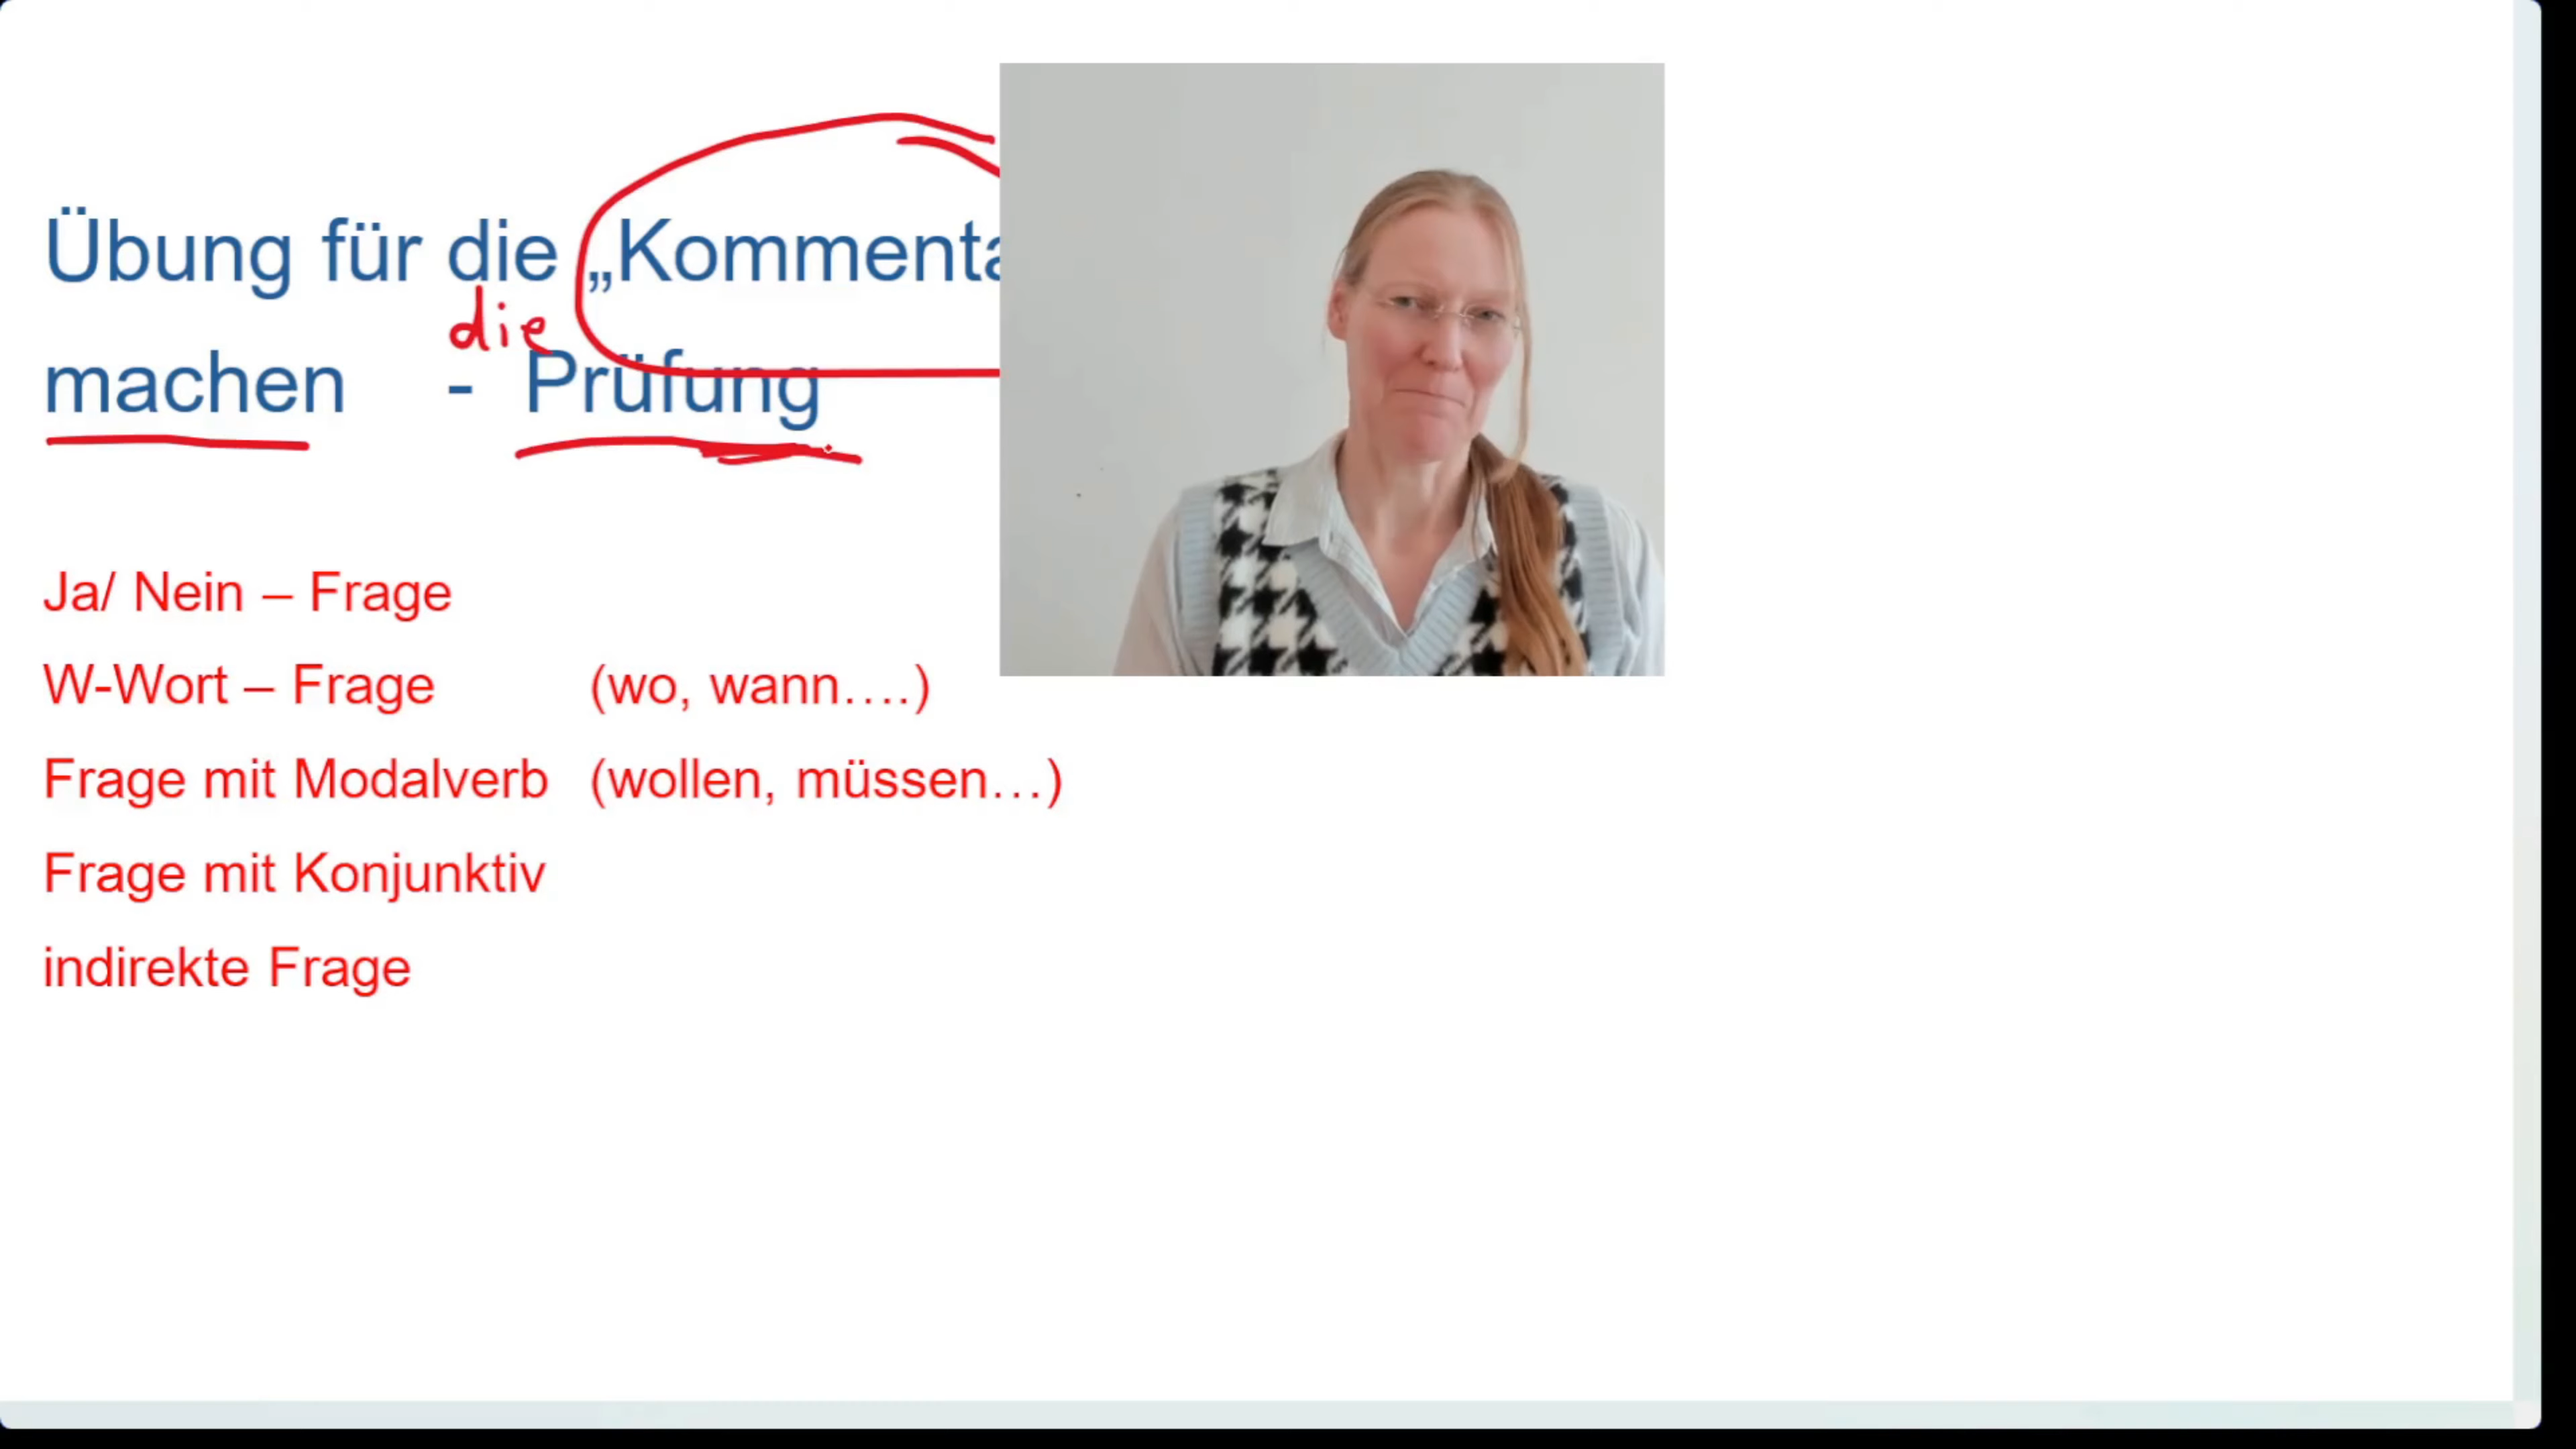 Übung für die „Kommenta
die
machen - Prüfung
Ja/ Nein – Frage
W-Wort – Frage (wo, wann….)
Frage mit Modalverb (wollen, müssen…)
Frage mit Konjunktiv
indirekte Frage